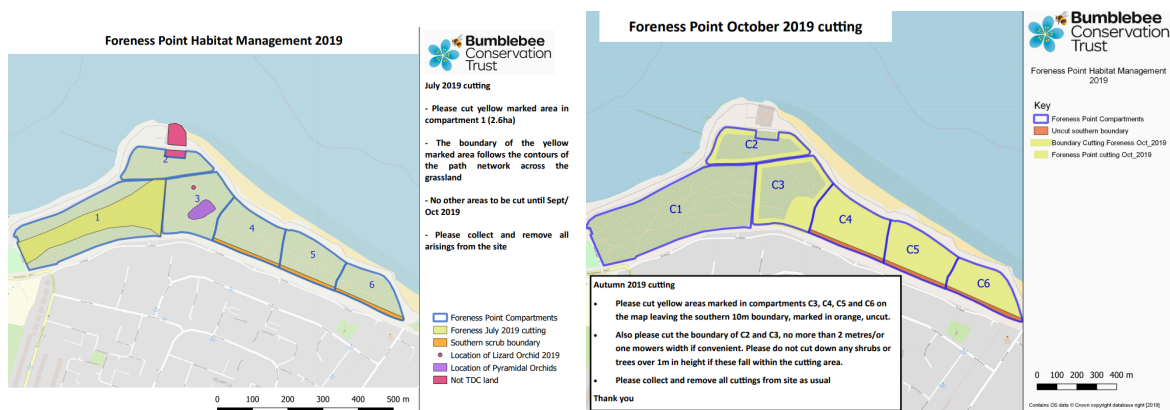 Foreness Point Habitat Management 2019
Bumblebee
Conservation
Trust
July 2019 cutting
- Please cut yellow marked area in
compartment 1 (2.6ha)
- The boundary of the yellow
marked area follows the contours of
the path network across the
grassland
- No other areas to be cut until Sept/
Oct 2019
- Please collect and remove all
arisings from the site
1
2
3
4
5
6
Foreness Point Compartments
Foreness July 2019 cutting
Southern scrub boundary
Location of Lizard Orchid 2019
Location of Pyramidal Orchids
Not TDC land
0 100 200 300 400 500 m
Foreness Point October 2019 cutting
Bumblebee
Conservation
Trust
Foreness Point Habitat Management
2019
Key
Foreness Point Compartments
Uncut southern boundary
Boundary Cutting Foreness Oct_2019
Foreness Point cutting Oct_2019
C1
C2
C3
C4
C5
C6
Autumn 2019 cutting
• Please cut yellow areas marked in compartments C3, C4, C5 and C6 on
the map leaving the southern 10m boundary, marked in orange, uncut.
• Also please cut the boundary of C2 and C3, no more than 2 metres/or
one mowers width if convenient. Please do not cut down any shrubs or
trees over 1m in height if these fall within the cutting area.
• Please collect and remove all cuttings from site as usual
Thank you
0 100 200 300 400 m
Contains OS data © Crown copyright database right [2019]